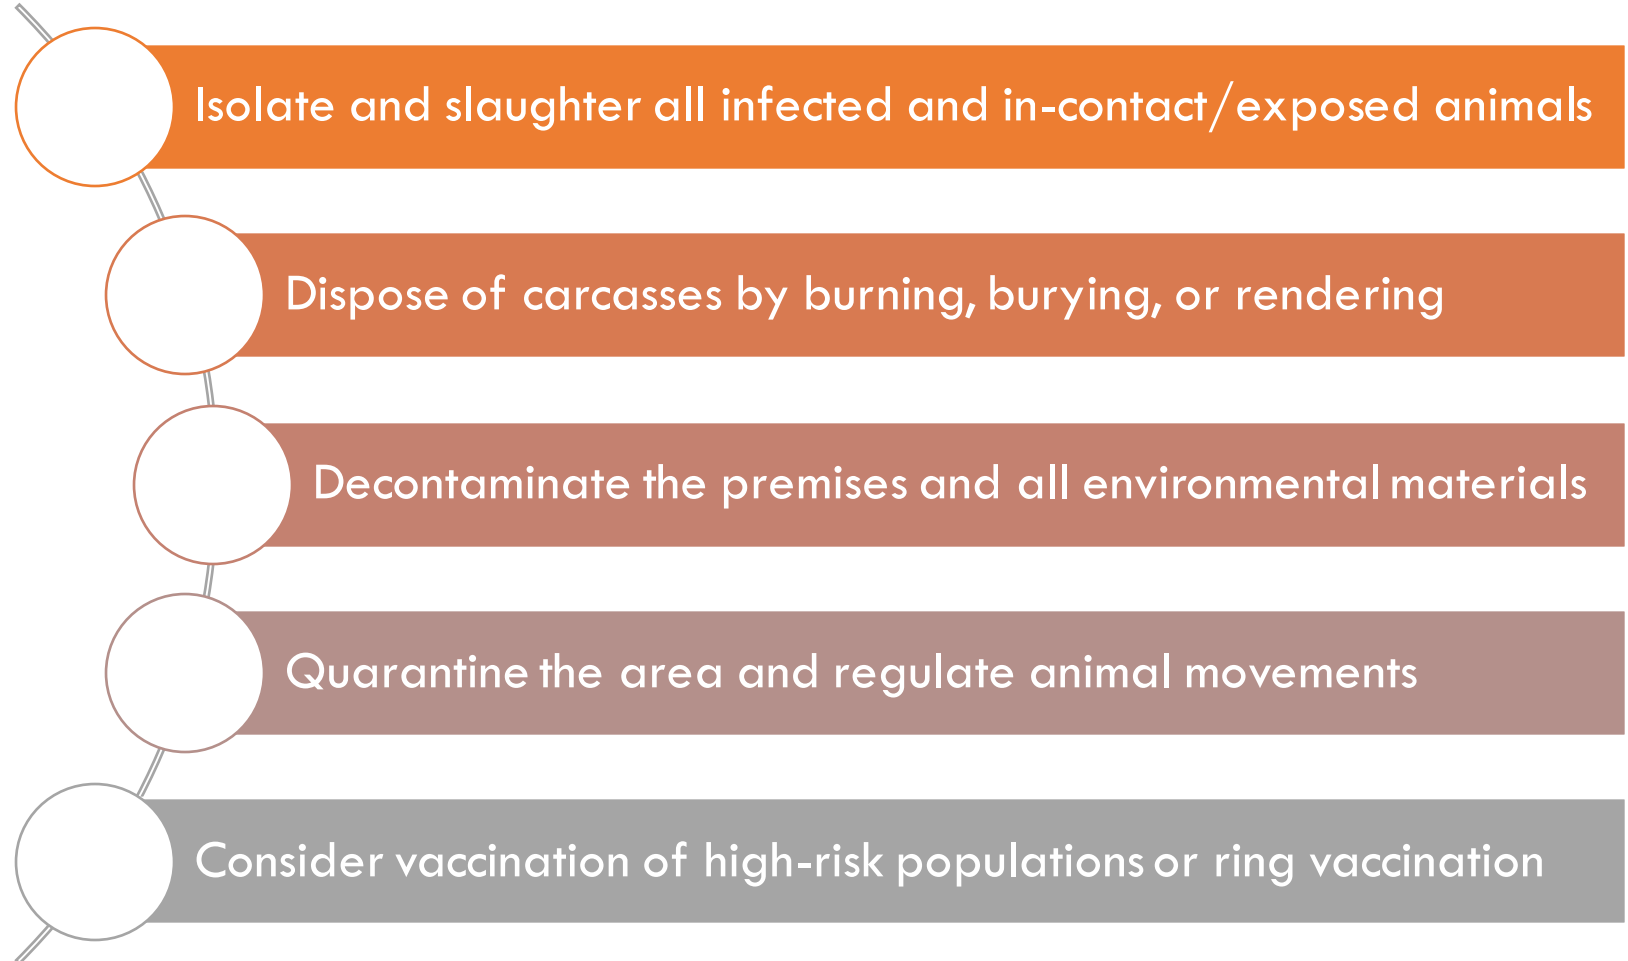 Isolate and slaughter all infected and in-contact/exposed animals
Dispose of carcasses by burning, burying, or rendering
Decontaminate the premises and all environmental materials
Quarantine the area and regulate animal movements
Consider vaccination of high-risk populations or ring vaccination